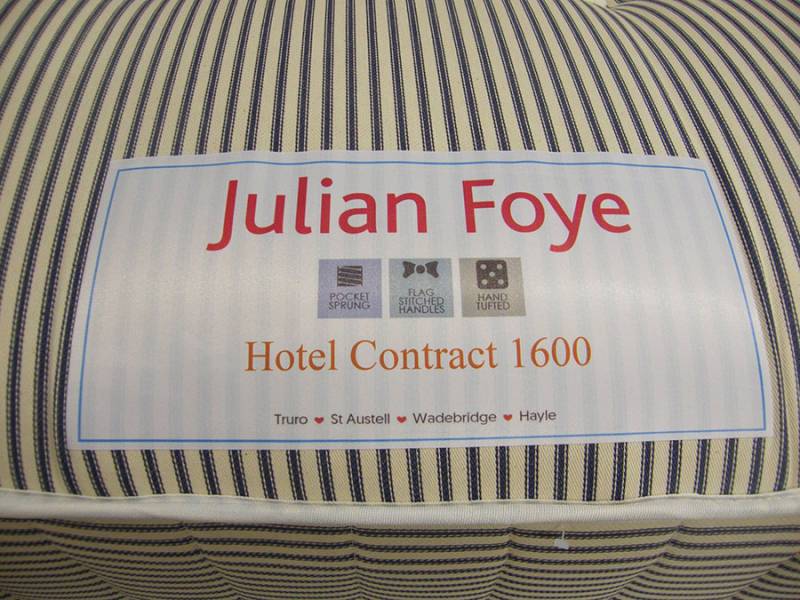 Julian Foye
POCKET
SPRUNG
FLAG
STITCHED
HANDLES
HAND
TUFTED
Hotel Contract 1600
Truro ♥ St Austell ♥ Wadebridge ♥ Hayle